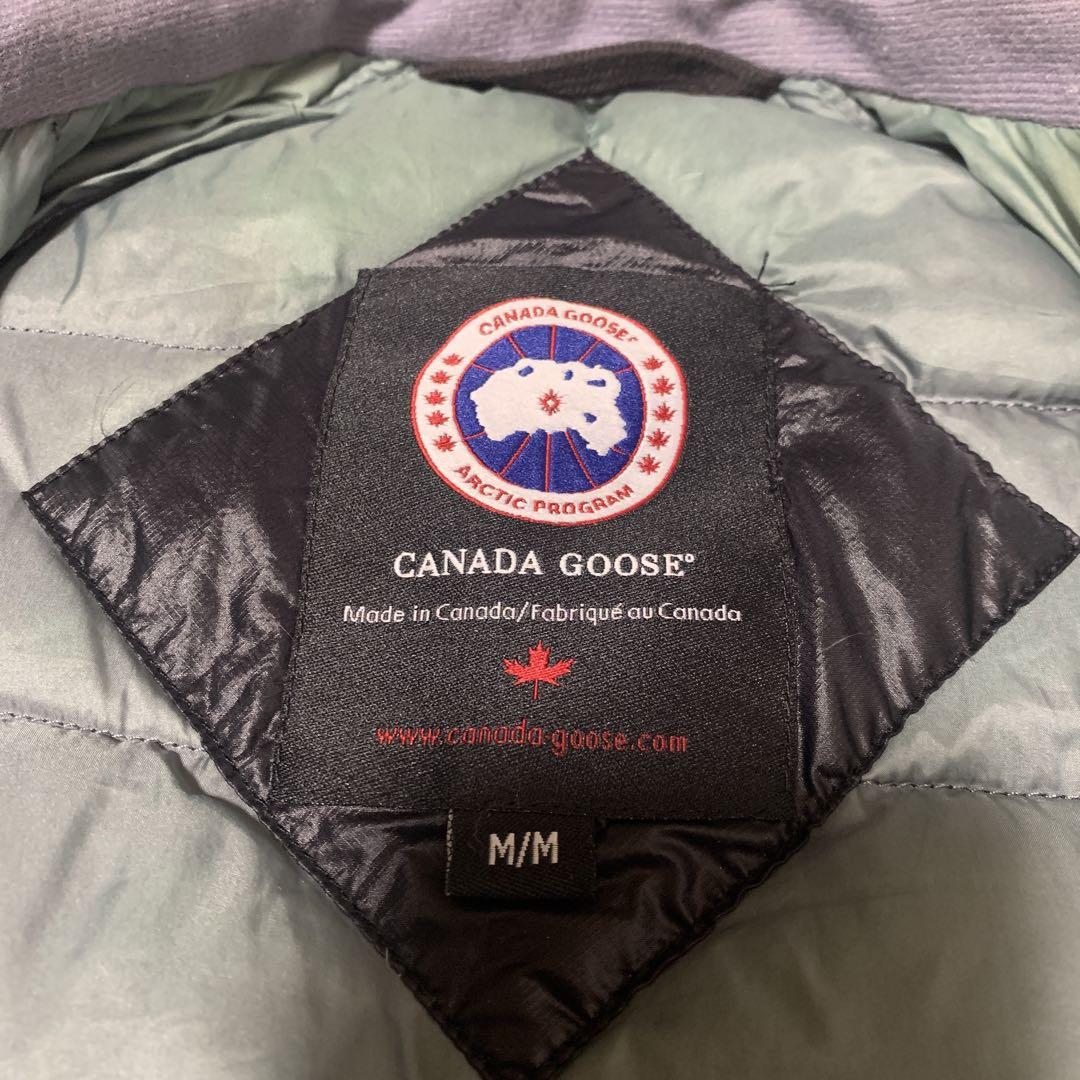 CANADA GOOSE®
ARCTIC PROGRAM
CANADA GOOSE®
Made in Canada/Fabriqué au Canada
www.canada-goose.com
M/M